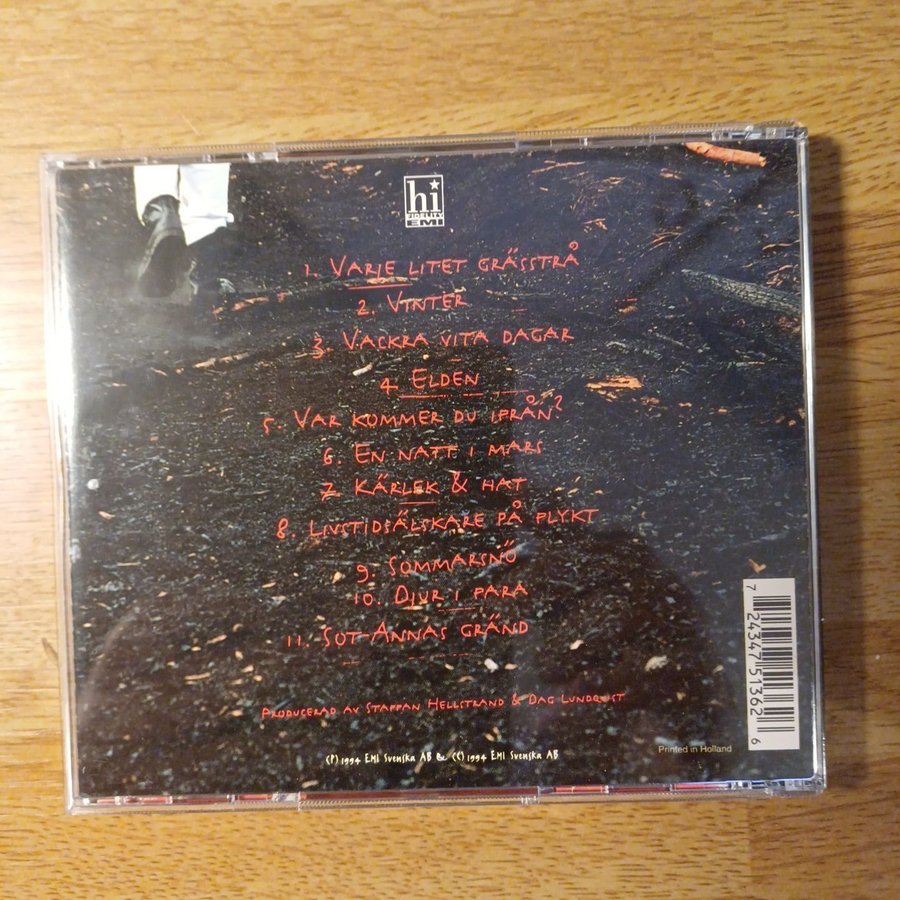 hi
FIDELITY
EMI
1. VARJE LITET GRÄSSTRÅ
2. VINTER
3. VACKRA VITA DAGAR
4. ELDEN
5. VAR KOMMER DU IFRÅN?
6. EN NATT I MARS
7. KÄRLEK & HAT
8. LIVSTIDSÄLSKARE PÅ FLYKT
9. SOMMARSNÖ
10. DJUR I PARA
11. SOT-ANNAS GRÄND
PRODUCERAD AV STAFFAN HELLSTRAND & DAG LUNDQUIST
(P) 1994 EMI Svenska AB & (C) 1994 EMI Svenska AB
Printed in Holland
7 24347 51362 6